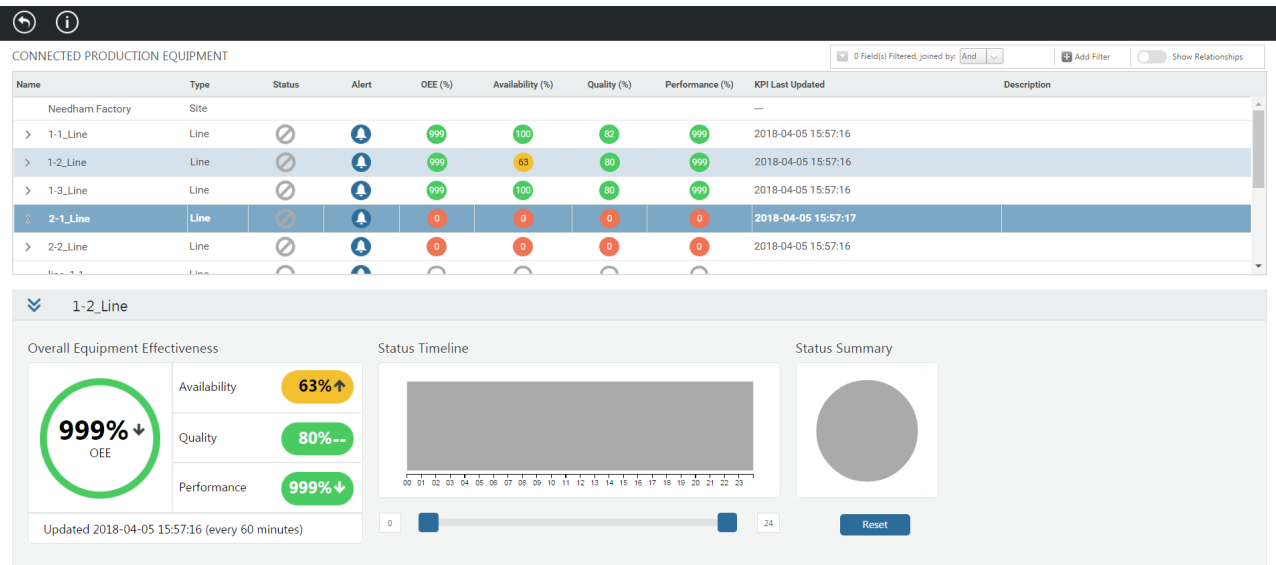 CONNECTED PRODUCTION EQUIPMENT
0 Field(s) Filtered, joined by: And Add Filter Show Relationships
Name Type Status Alert OEE (%) Availability (%) Quality (%) Performance (%) KPI Last Updated Description
Needham Factory Site ---
1-1_Line Line 999 100 82 999 2018-04-05 15:57:16
1-2_Line Line 999 63 80 999 2018-04-05 15:57:16
1-3_Line Line 999 100 80 999 2018-04-05 15:57:16
2-1_Line Line 0 0 0 0 2018-04-05 15:57:17
2-2_Line Line 0 0 0 0 2018-04-05 15:57:16
1-2_Line
Overall Equipment Effectiveness Status Timeline Status Summary
999% OEE
Availability 63%
Quality 80%--
Performance 999%
Updated 2018-04-05 15:57:16 (every 60 minutes)
00 01 02 03 04 05 06 07 08 09 10 11 12 13 14 15 16 17 18 19 20 21 22 23
0 24
Reset